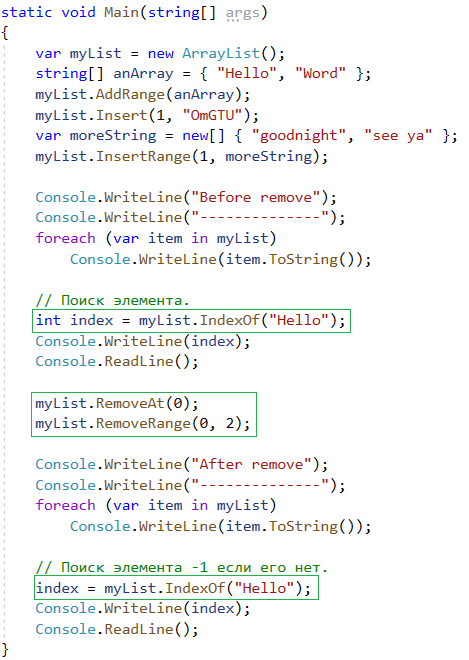 static void Main(string[] args)
{
    var myList = new ArrayList();
    string[] anArray = { "Hello", "Word" };
    myList.AddRange(anArray);
    myList.Insert(1, "OmGTU");
    var moreString = new[] { "goodnight", "see ya" };
    myList.InsertRange(1, moreString);

    Console.WriteLine("Before remove");
    Console.WriteLine("--------------");
    foreach (var item in myList)
        Console.WriteLine(item.ToString());

    // Поиск элемента.
    int index = myList.IndexOf("Hello");
    Console.WriteLine(index);
    Console.ReadLine();

    myList.RemoveAt(0);
    myList.RemoveRange(0, 2);

    Console.WriteLine("After remove");
    Console.WriteLine("--------------");
    foreach (var item in myList)
        Console.WriteLine(item.ToString());

    // Поиск элемента -1 если его нет.
    index = myList.IndexOf("Hello");
    Console.WriteLine(index);
    Console.ReadLine();
}